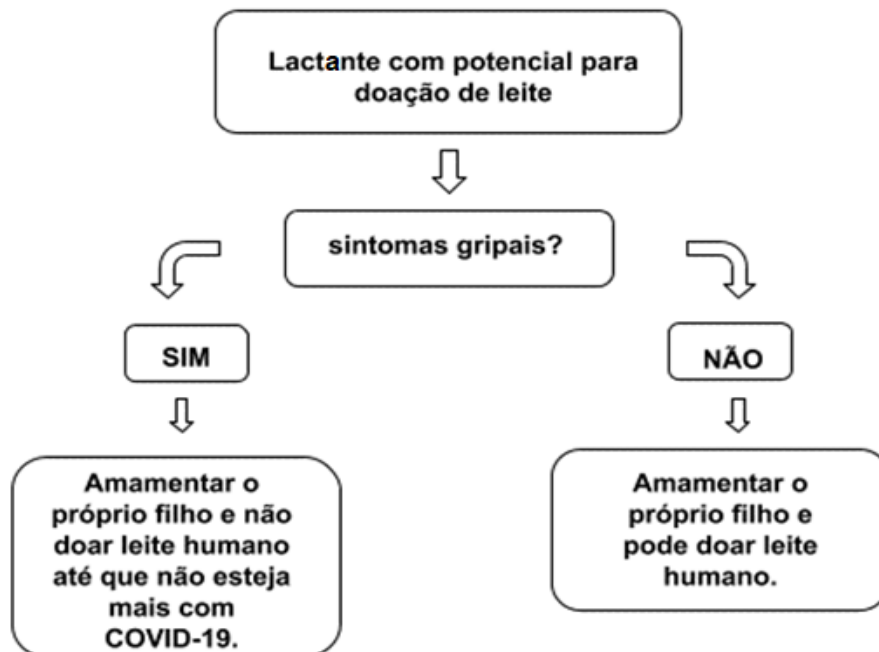 Lactante com potencial para
doação de leite
sintomas gripais?
SIM
NÃO
Amamentar o
próprio filho e não
doar leite humano
até que não esteja
mais com
COVID-19.
Amamentar o
próprio filho e
pode doar leite
humano.